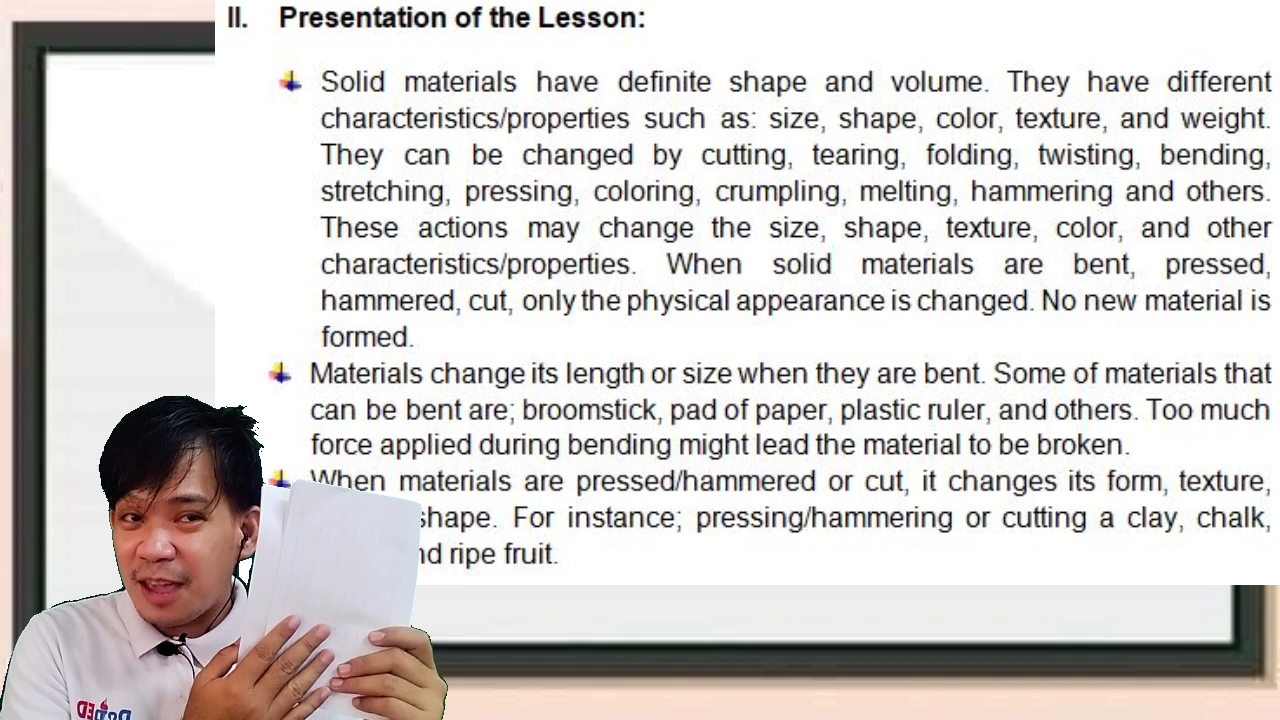 II. Presentation of the Lesson:
Solid materials have definite shape and volume. They have different
characteristics/properties such as: size, shape, color, texture, and weight.
They can be changed by cutting, tearing, folding, twisting, bending,
stretching, pressing, coloring, crumpling, melting, hammering and others.
These actions may change the size, shape, texture, color, and other
characteristics/properties. When solid materials are bent, pressed,
hammered, cut, only the physical appearance is changed. No new material is
formed.
Materials change its length or size when they are bent. Some of materials that
can be bent are; broomstick, pad of paper, plastic ruler, and others. Too much
force applied during bending might lead the material to be broken.
When materials are pressed/hammered or cut, it changes its form, texture,
shape. For instance; pressing/hammering or cutting a clay, chalk,
ripe fruit.
DepED